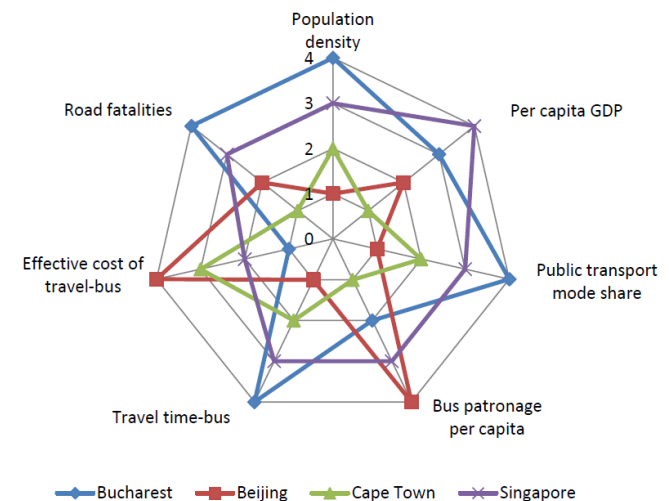 Population
density
4
3
2
1
0
Per capita GDP
Public transport
mode share
Bus patronage
per capita
Travel time-bus
Effective cost of
travel-bus
Road fatalities
Bucharest
Beijing
Cape Town
Singapore